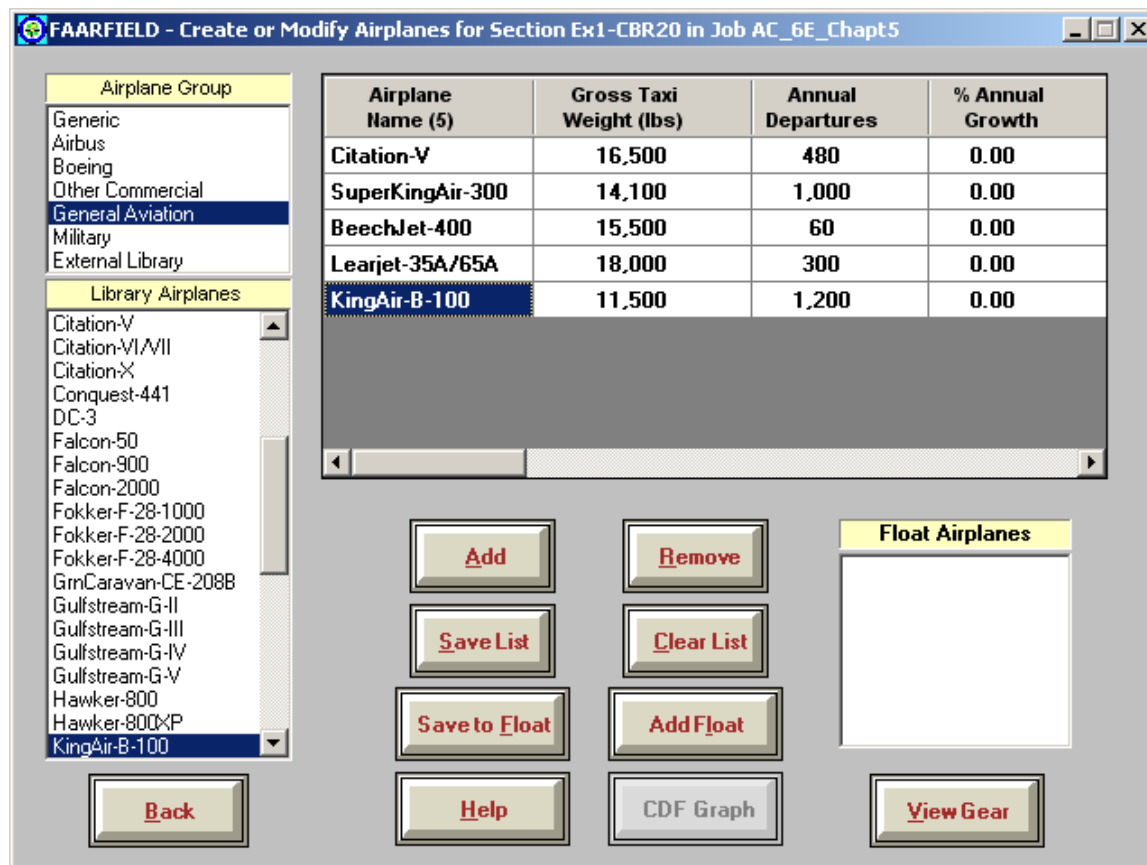 FAARFIELD - Create or Modify Airplanes for Section Ex1-CBR20 in Job AC_6E_Chapt5
Airplane Group
Generic
Airbus
Boeing
Other Commercial
General Aviation
Military
External Library
Library Airplanes
Citation-V
Citation-VI/VII
Citation-X
Conquest-441
DC-3
Falcon-50
Falcon-900
Falcon-2000
Fokker-F-28-1000
Fokker-F-28-2000
Fokker-F-28-4000
GrnCaravan-CE-208B
Gulfstream-G-II
Gulfstream-G-III
Gulfstream-G-IV
Gulfstream-G-V
Hawker-800
Hawker-800XP
KingAir-B-100
Airplane Name (5) Gross Taxi Weight (lbs) Annual Departures % Annual Growth
Citation-V 16,500 480 0.00
SuperKingAir-300 14,100 1,000 0.00
BeechJet-400 15,500 60 0.00
Learjet-35A/65A 18,000 300 0.00
KingAir-B-100 11,500 1,200 0.00
Add Remove
Save List Clear List
Save to Float Add Float
Help CDF Graph
Float Airplanes
Back
View Gear